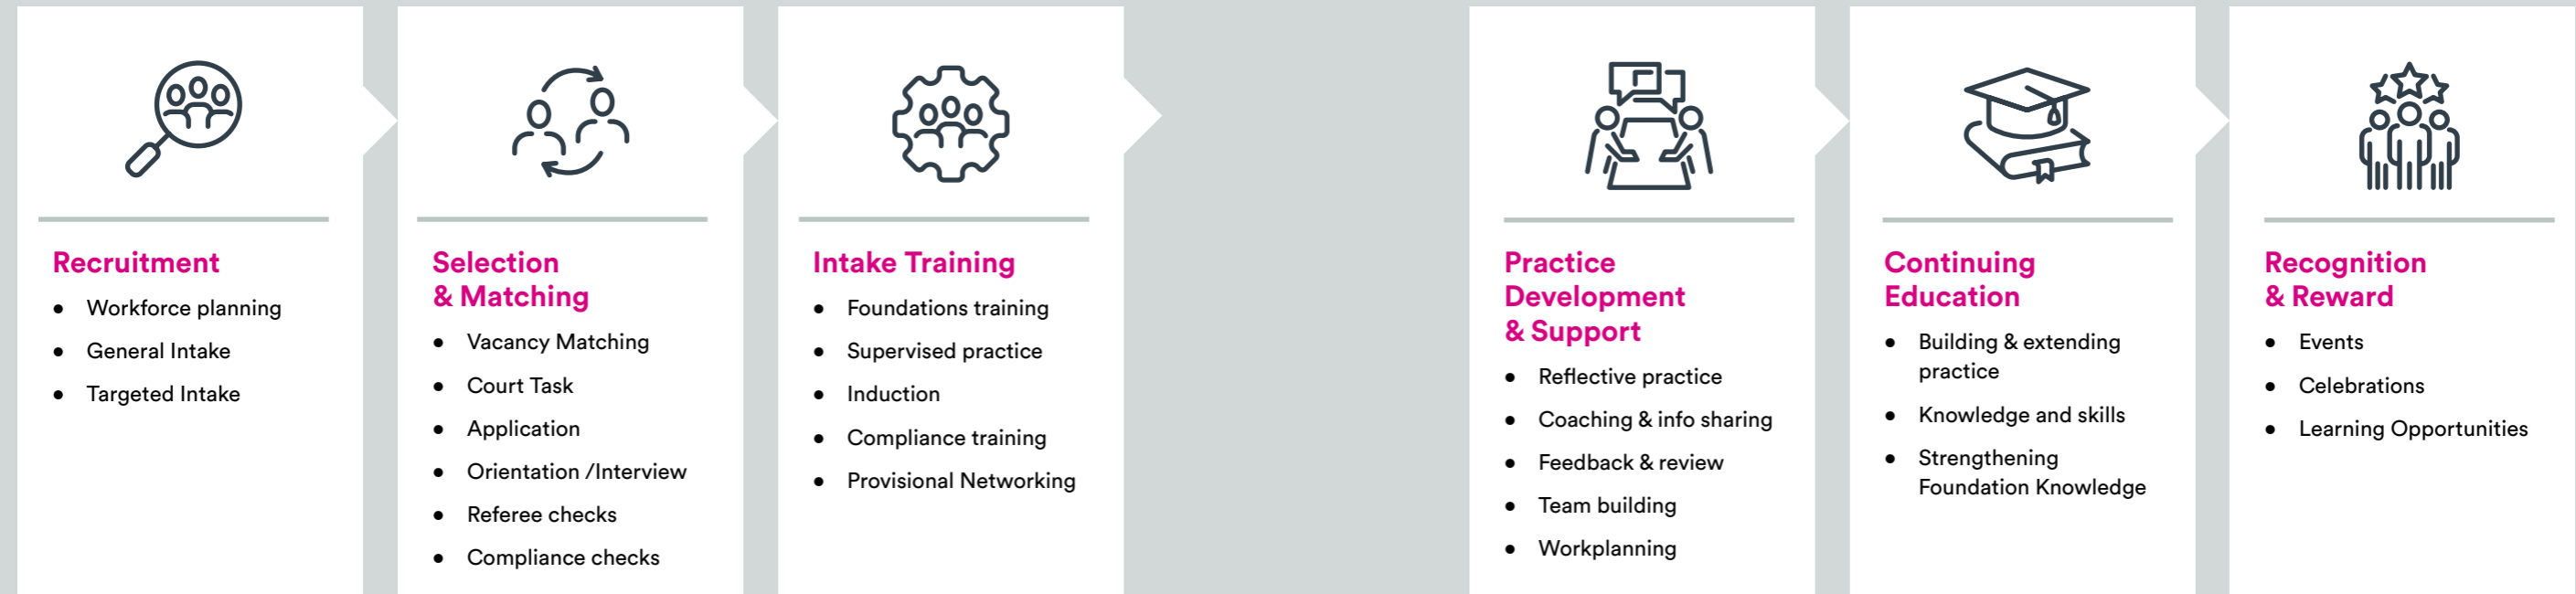 Recruitment
• Workforce planning
• General Intake
• Targeted Intake
Selection
& Matching
• Vacancy Matching
• Court Task
• Application
• Orientation /Interview
• Referee checks
• Compliance checks
Intake Training
• Foundations training
• Supervised practice
• Induction
• Compliance training
• Provisional Networking
Practice
Development
& Support
• Reflective practice
• Coaching & info sharing
• Feedback & review
• Team building
• Workplanning
Continuing
Education
• Building & extending
practice
• Knowledge and skills
• Strengthening
Foundation Knowledge
Recognition
& Reward
• Events
• Celebrations
• Learning Opportunities